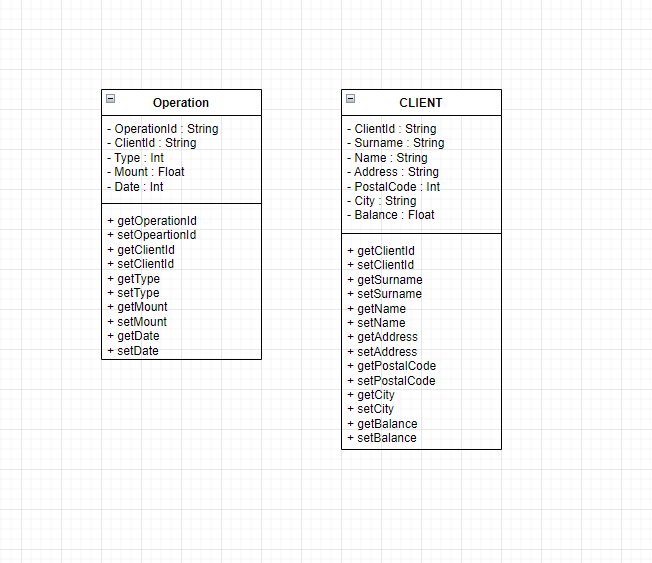 Operation
- OperationId : String
- ClientId : String
- Type : Int
- Mount : Float
- Date : Int
+ getOperationId
+ setOpeartionId
+ getClientId
+ setClientId
+ getType
+ setType
+ getMount
+ setMount
+ getDate
+ setDate
CLIENT
- ClientId : String
- Surname : String
- Name : String
- Address : String
- PostalCode : Int
- City : String
- Balance : Float
+ getClientId
+ setClientId
+ getSurname
+ setSurname
+ getName
+ setName
+ getAddress
+ setAddress
+ getPostalCode
+ setPostalCode
+ getCity
+ setCity
+ getBalance
+ setBalance